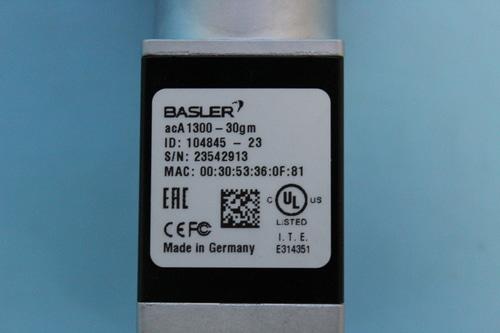 BASLER
acA1300-30gm
ID: 104845 - 23
S/N: 23542913
MAC: 00:30:53:36:0F:81
EAC
C UL US
LISTED
CE FC
I. T. E.
Made in Germany
E314351